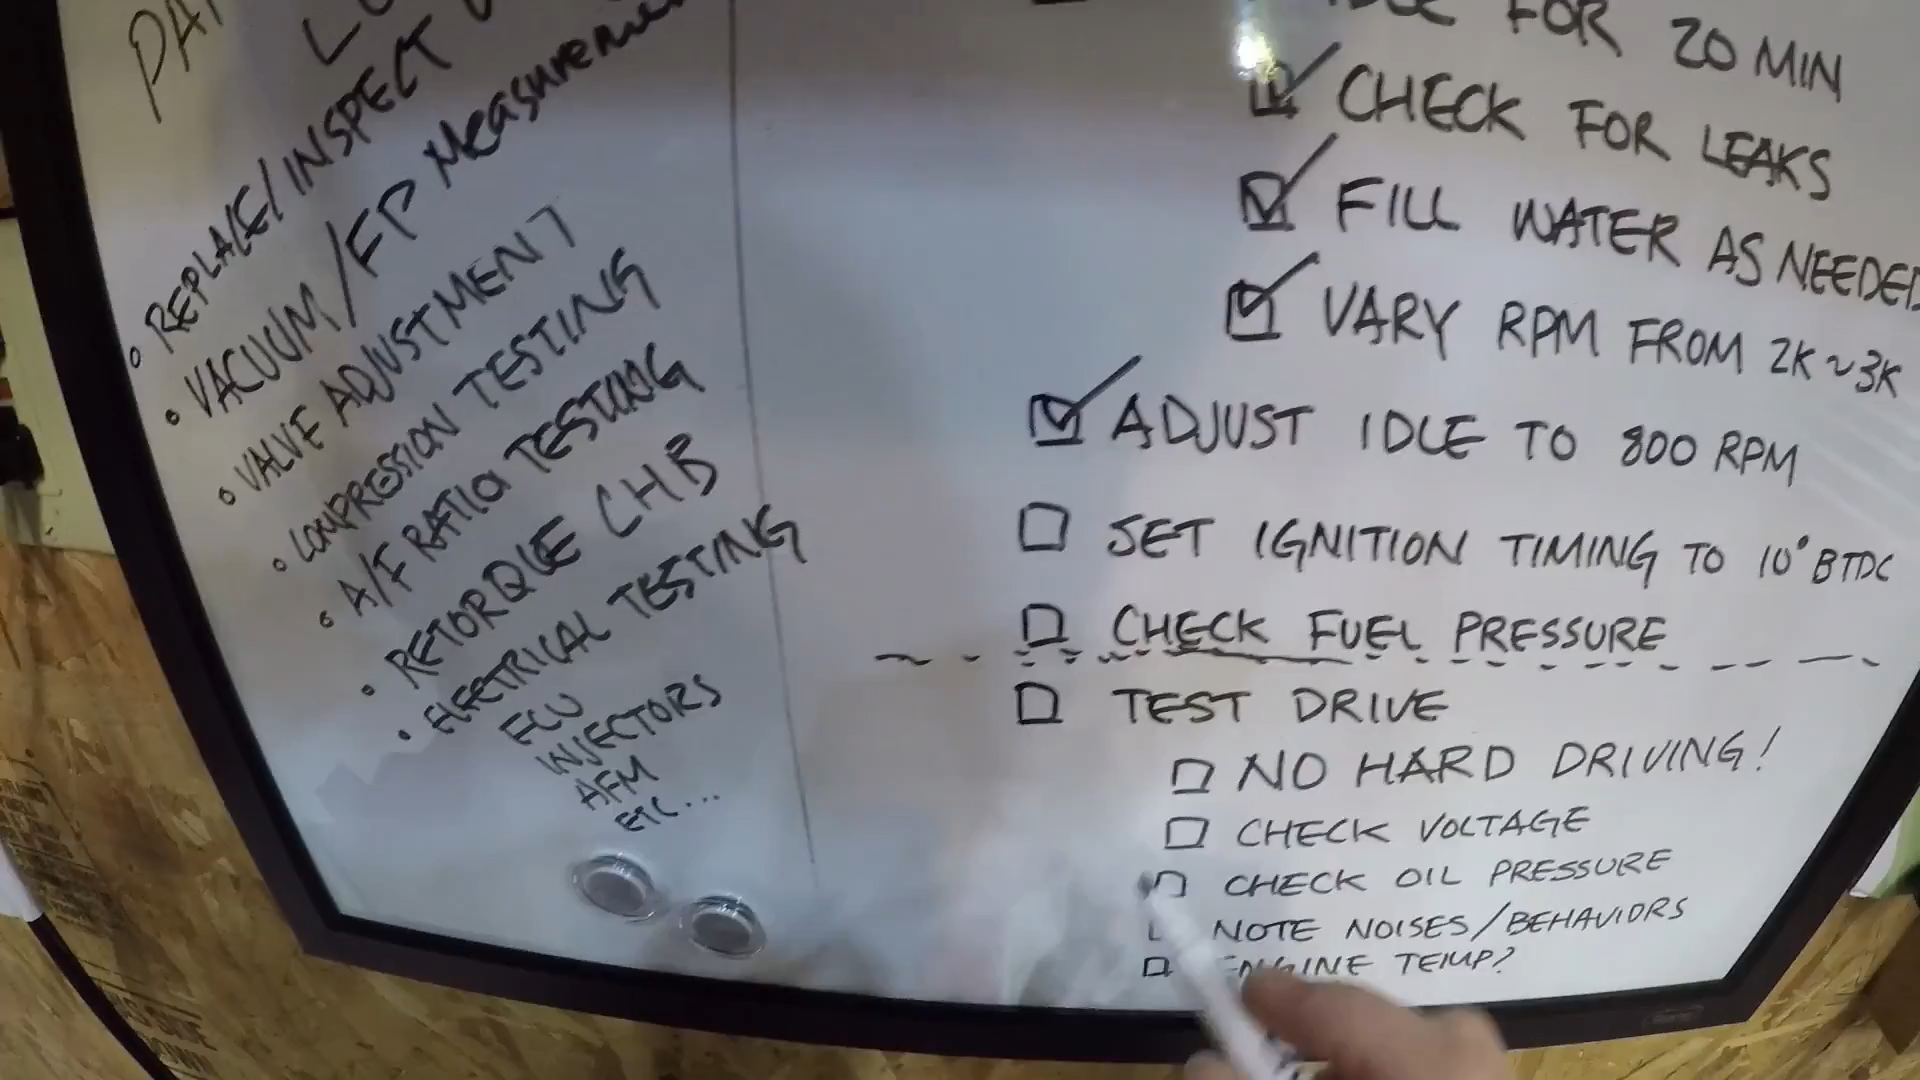 REPLACE/INSPECT
VACUUM/FP Measurement
VALVE ADJUSTMENT
COMPRESSION TESTING
A/F RATIO TESTING
RETORQUE CHB
ELECTRICAL TESTING
ECU
INJECTORS
AFM
ETC...
FOR 20 MIN
CHECK FOR LEAKS
FILL WATER AS NEEDED
VARY RPM FROM 2K~3K
ADJUST IDLE TO 800 RPM
SET IGNITION TIMING TO 10° BTDC
CHECK FUEL PRESSURE
TEST DRIVE
NO HARD DRIVING!
CHECK VOLTAGE
CHECK OIL PRESSURE
NOTE NOISES/BEHAVIORS
ENGINE TEMP?